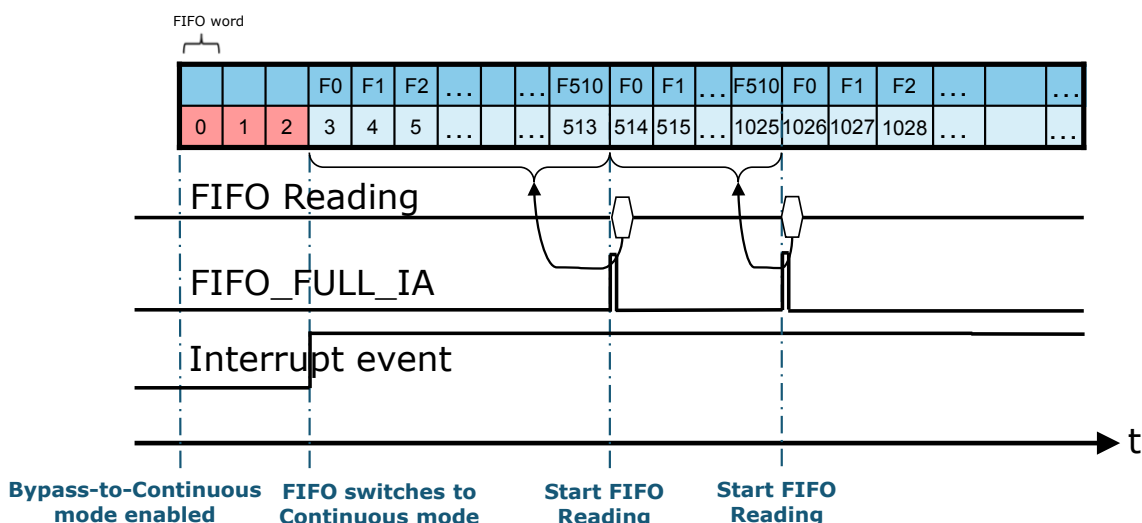 FIFO word
F0 F1 F2 ... ... F510 F0 F1 ... F510 F0 F1 F2 ... ...
0 1 2 3 4 5 ... ... 513 514 515 ... 1025 1026 1027 1028 ... ...
FIFO Reading
FIFO_FULL_IA
Interrupt event
t
Bypass-to-Continuous
mode enabled
FIFO switches to
Continuous mode
Start FIFO
Reading
Start FIFO
Reading